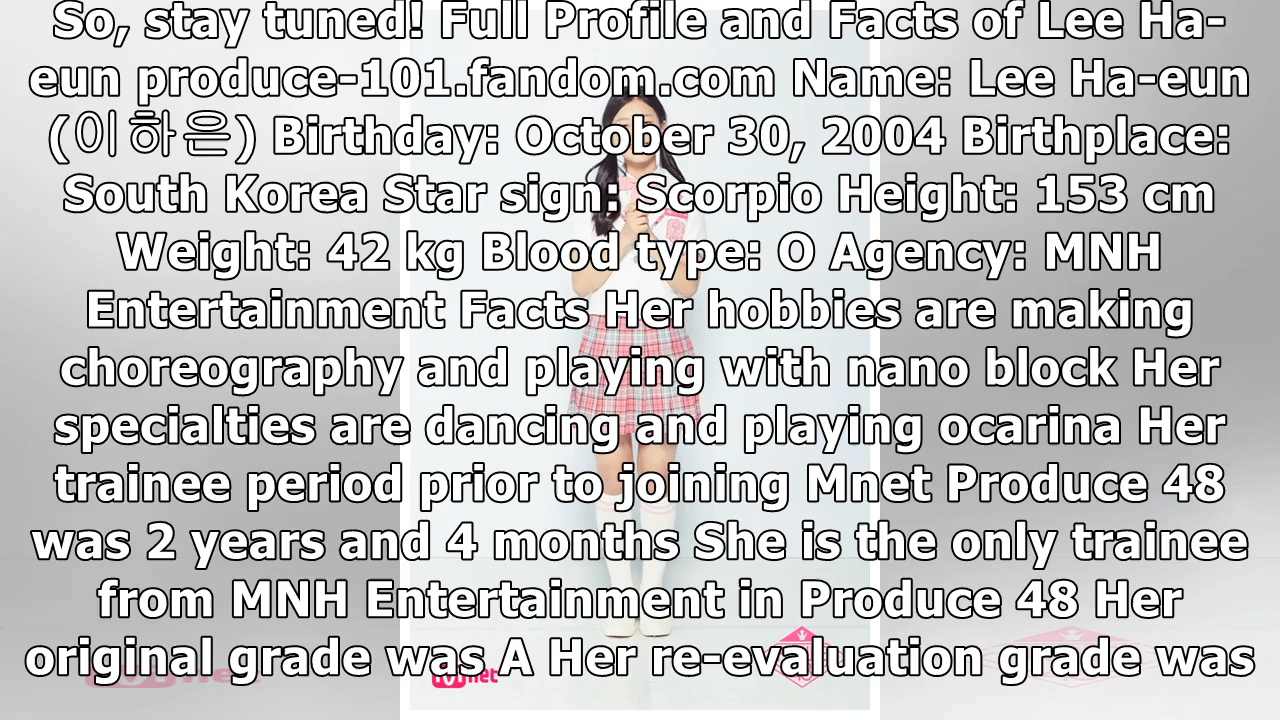 So, stay tuned! Full Profile and Facts of Lee Ha-
eun produce-101.fandom.com Name: Lee Ha-eun
(이하은) Birthday: October 30, 2004 Birthplace:
South Korea Star sign: Scorpio Height: 153 cm
Weight: 42 kg Blood type: O Agency: MNH
Entertainment Facts Her hobbies are making
choreography and playing with nano block Her
specialties are dancing and playing ocarina Her
trainee period prior to joining Mnet Produce 48
was 2 years and 4 months She is the only trainee
from MNH Entertainment in Produce 48 Her
original grade was A Her re-evaluation grade was